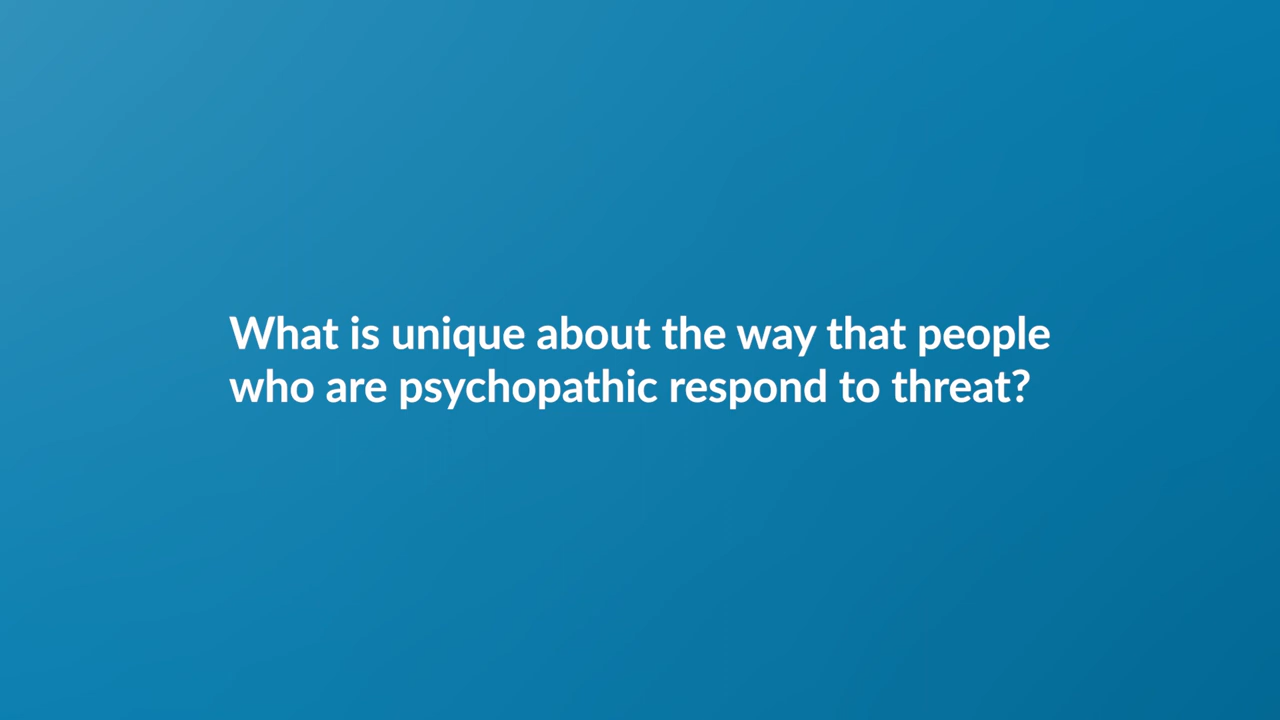 What is unique about the way that people
who are psychopathic respond to threat?